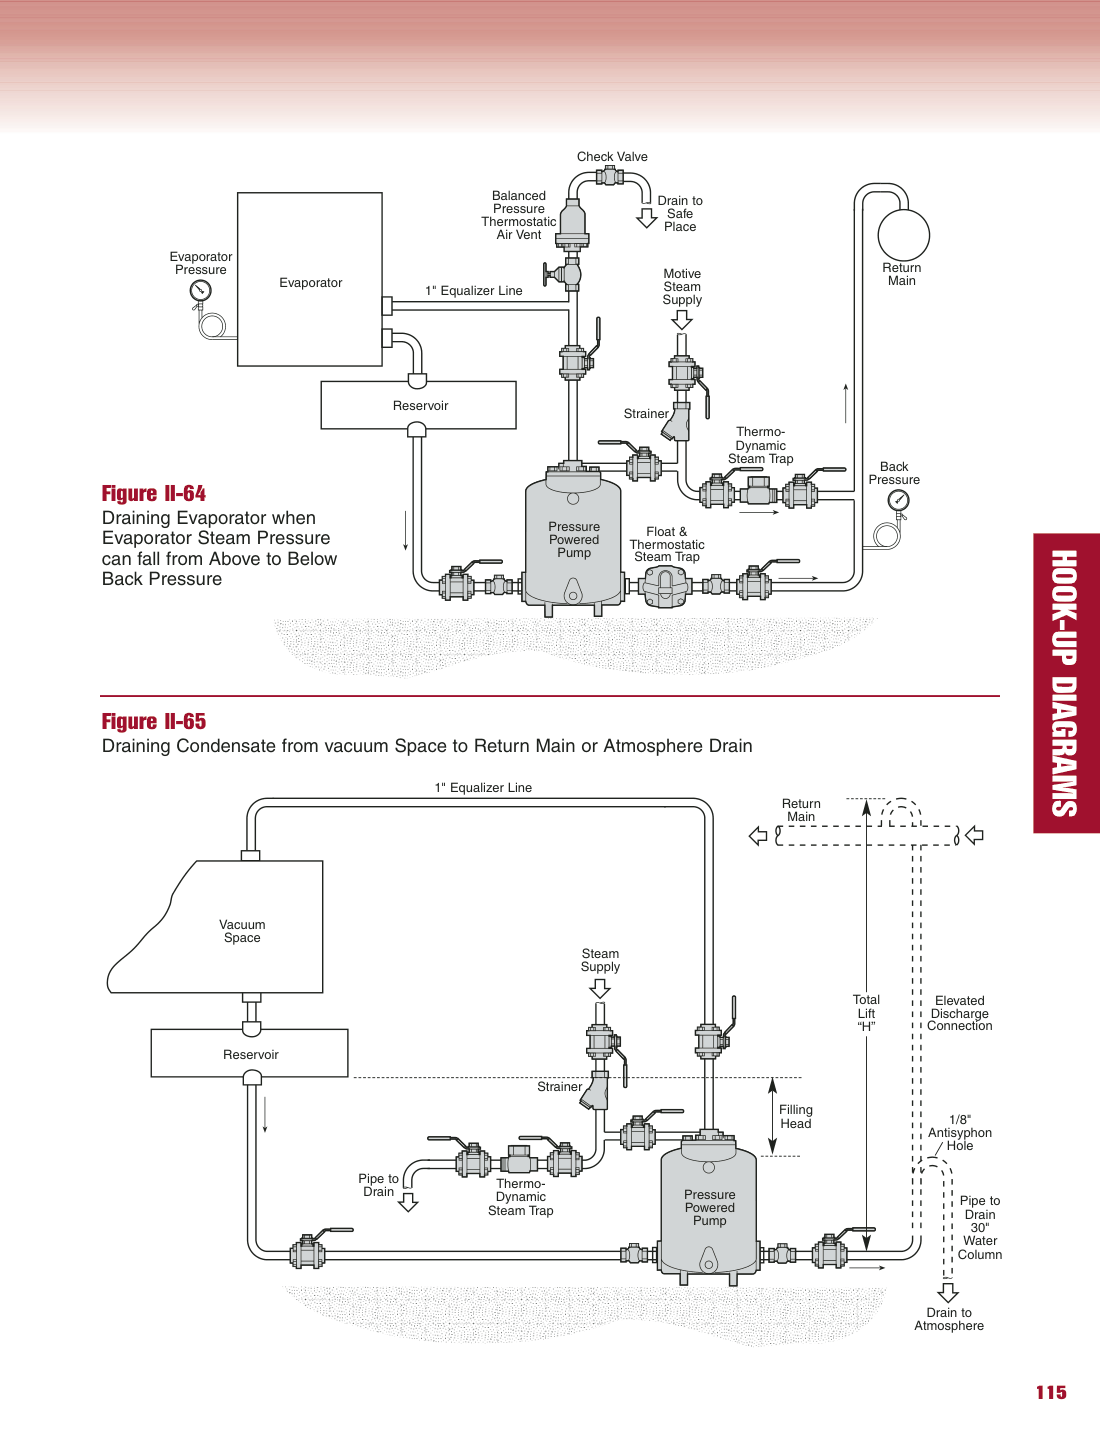 Check Valve
Balanced
Pressure
Thermostatic
Air Vent
Drain to
Safe
Place
Evaporator
Pressure
Evaporator
1" Equalizer Line
Motive
Steam
Supply
Return
Main
Reservoir
Strainer
Thermo-
Dynamic
Steam Trap
Back
Pressure
Figure II-64
Draining Evaporator when
Evaporator Steam Pressure
can fall from Above to Below
Back Pressure
Pressure
Powered
Pump
Float &
Thermostatic
Steam Trap
HOOK-UP DIAGRAMS
Figure II-65
Draining Condensate from vacuum Space to Return Main or Atmosphere Drain
1" Equalizer Line
Return
Main
Vacuum
Space
Steam
Supply
Total
Lift
“H”
Elevated
Discharge
Connection
Reservoir
Strainer
Filling
Head
1/8"
Antisyphon
Hole
Pipe to
Drain
Thermo-
Dynamic
Steam Trap
Pressure
Powered
Pump
Pipe to
Drain
30"
Water
Column
Drain to
Atmosphere
115